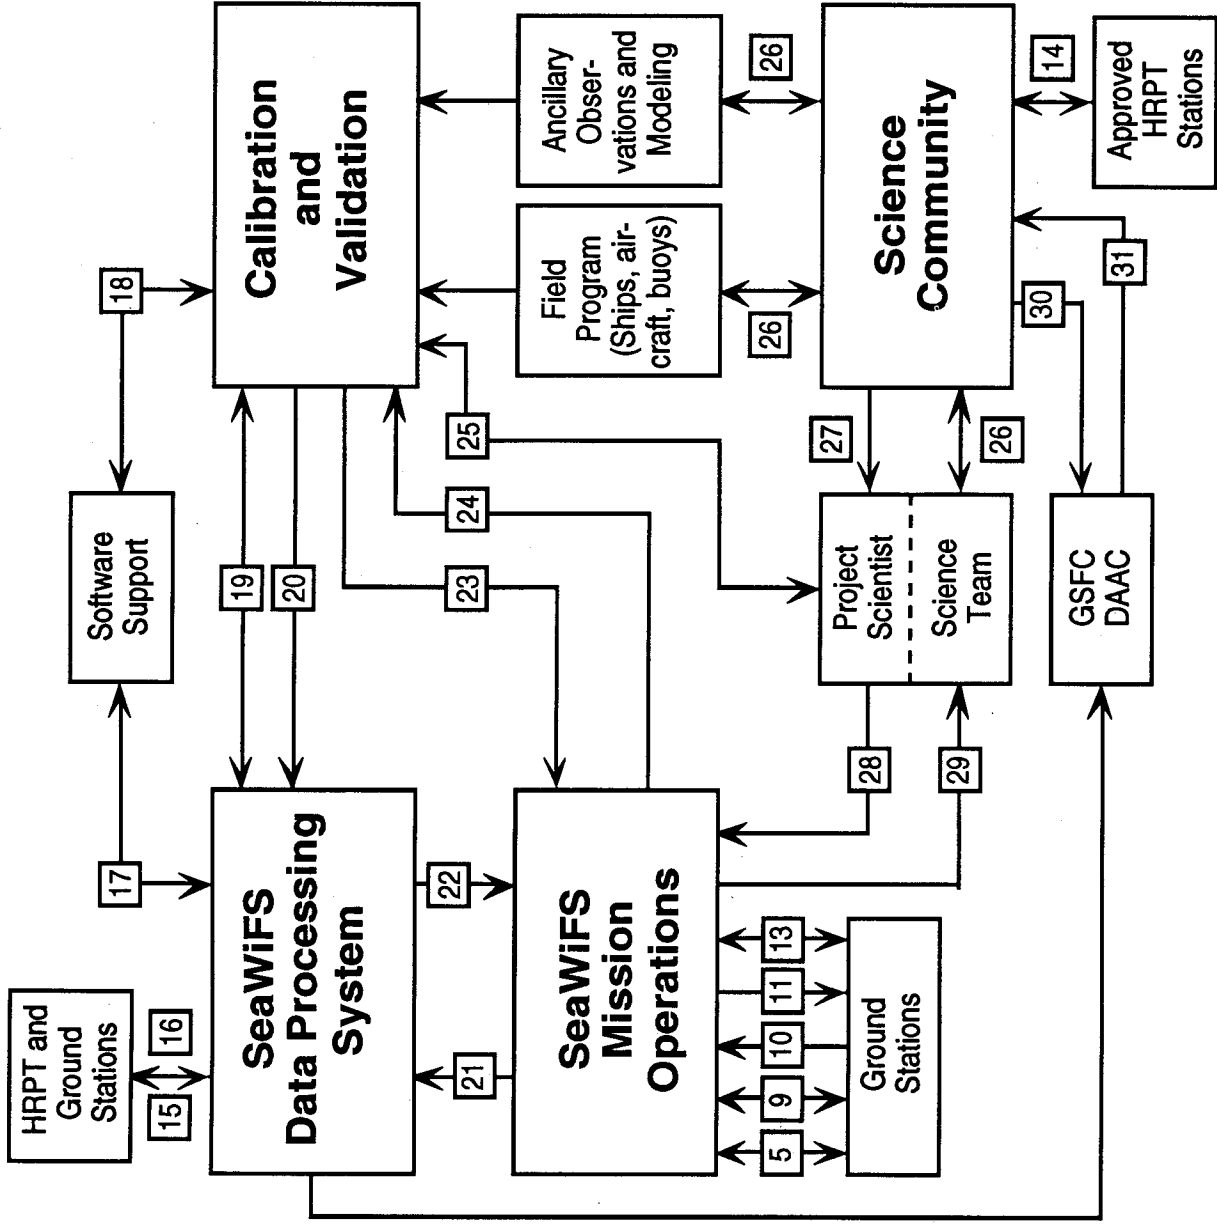 HRPT and
Ground
Stations
15
16
17
Software
Support
18
SeaWiFS
Data Processing
System
19
20
Calibration
and
Validation
21
22
23
24
25
SeaWiFS
Mission
Operations
Field
Program
(Ships, air-
craft, buoys)
Ancillary
Obser-
vations and
Modeling
5
9
10
11
13
28
29
26
26
27
26
Ground
Stations
Project
Scientist
Science
Team
Science
Community
30
31
14
GSFC
DAAC
Approved
HRPT
Stations